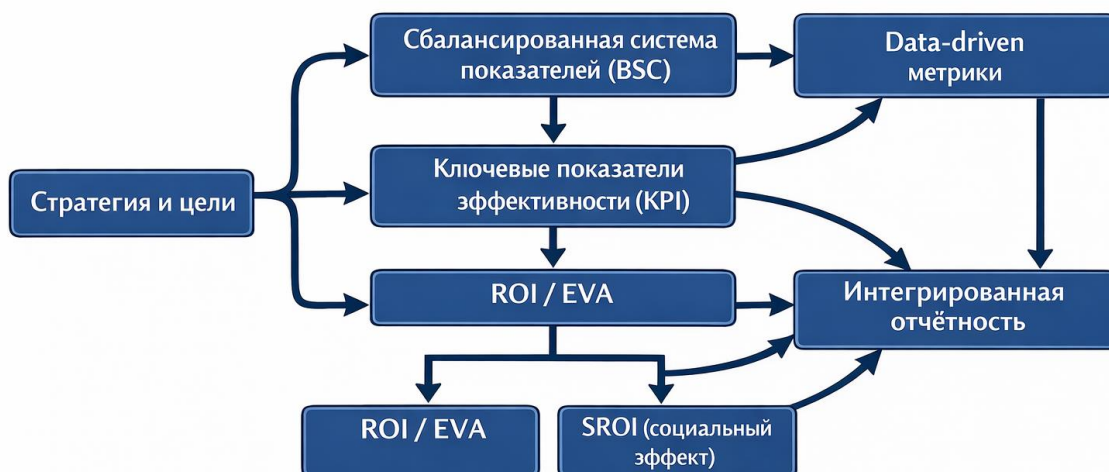 Сбалансированная система
показателей (BSC)
Data-driven
метрики
Стратегия и цели
Ключевые показатели
эффективности (KPI)
ROI / EVA
Интегрированная
отчётность
ROI / EVA
SROI (социальный
эффект)